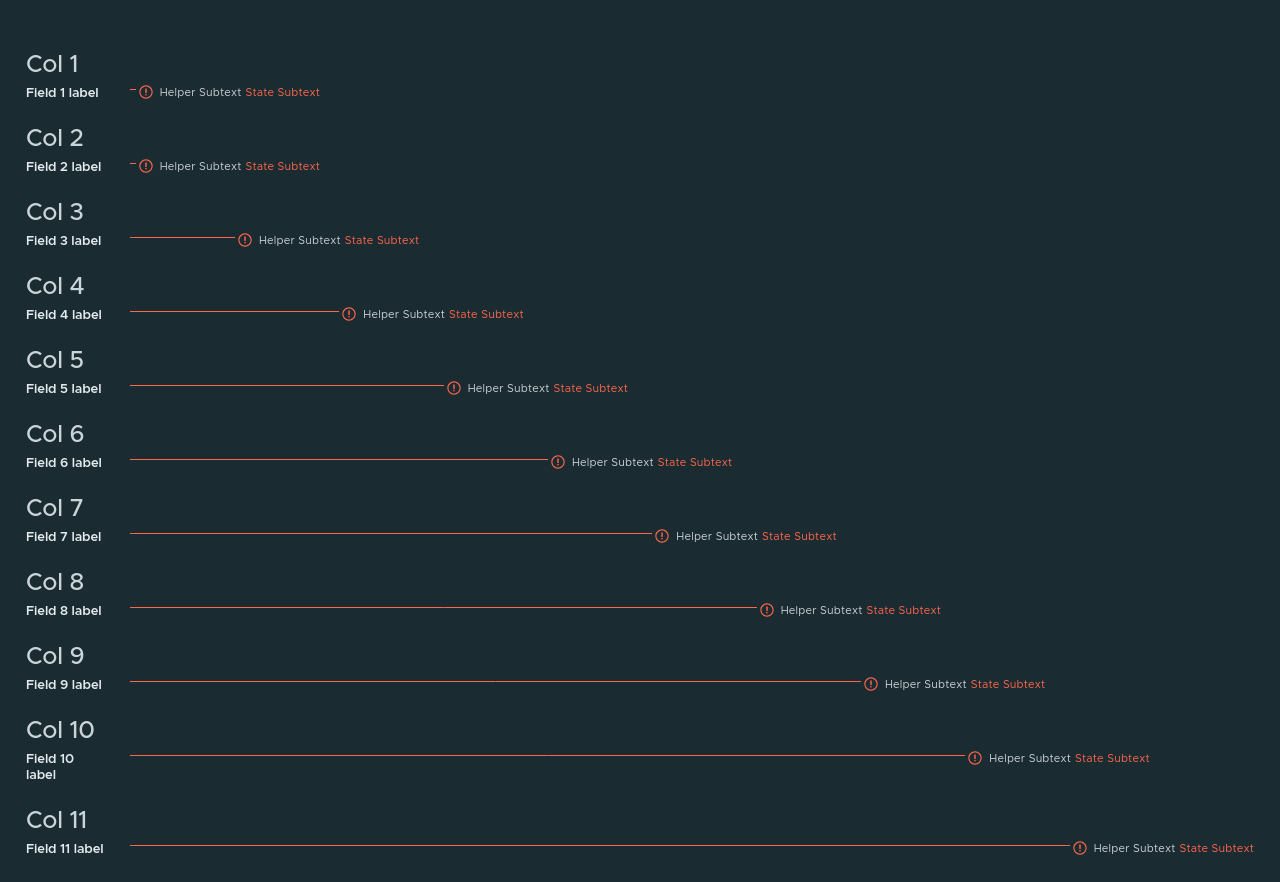 Col 1
Field 1 label Helper Subtext State Subtext
Col 2
Field 2 label Helper Subtext State Subtext
Col 3
Field 3 label Helper Subtext State Subtext
Col 4
Field 4 label Helper Subtext State Subtext
Col 5
Field 5 label Helper Subtext State Subtext
Col 6
Field 6 label Helper Subtext State Subtext
Col 7
Field 7 label Helper Subtext State Subtext
Col 8
Field 8 label Helper Subtext State Subtext
Col 9
Field 9 label Helper Subtext State Subtext
Col 10
Field 10 Helper Subtext State Subtext
label
Col 11
Field 11 label Helper Subtext State Subtext